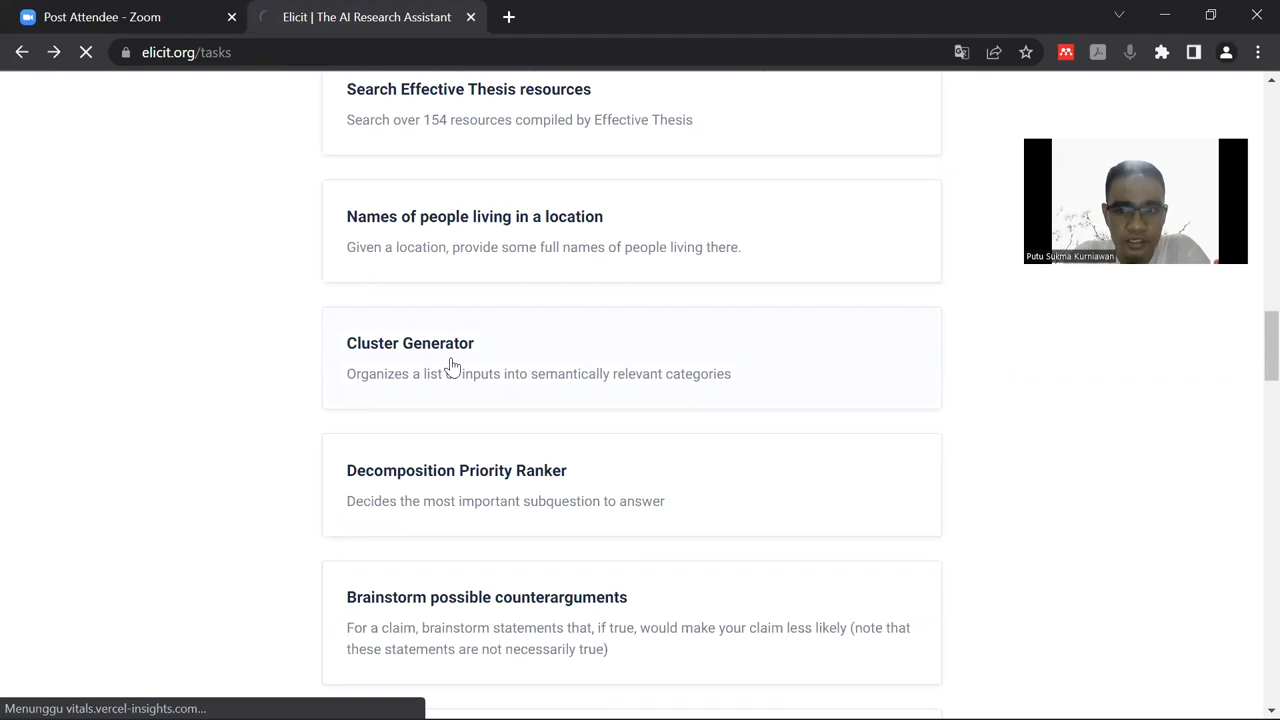 Post Attendee - Zoom
Elicit | The AI Research Assistant
elicit.org/tasks
Search Effective Thesis resources
Search over 154 resources compiled by Effective Thesis
Names of people living in a location
Given a location, provide some full names of people living there.
Putu Sukma Kurniawan
Cluster Generator
Organizes a list inputs into semantically relevant categories
Decomposition Priority Ranker
Decides the most important subquestion to answer
Brainstorm possible counterarguments
For a claim, brainstorm statements that, if true, would make your claim less likely (note that
these statements are not necessarily true)
Menunggu vitals.vercel-insights.com...